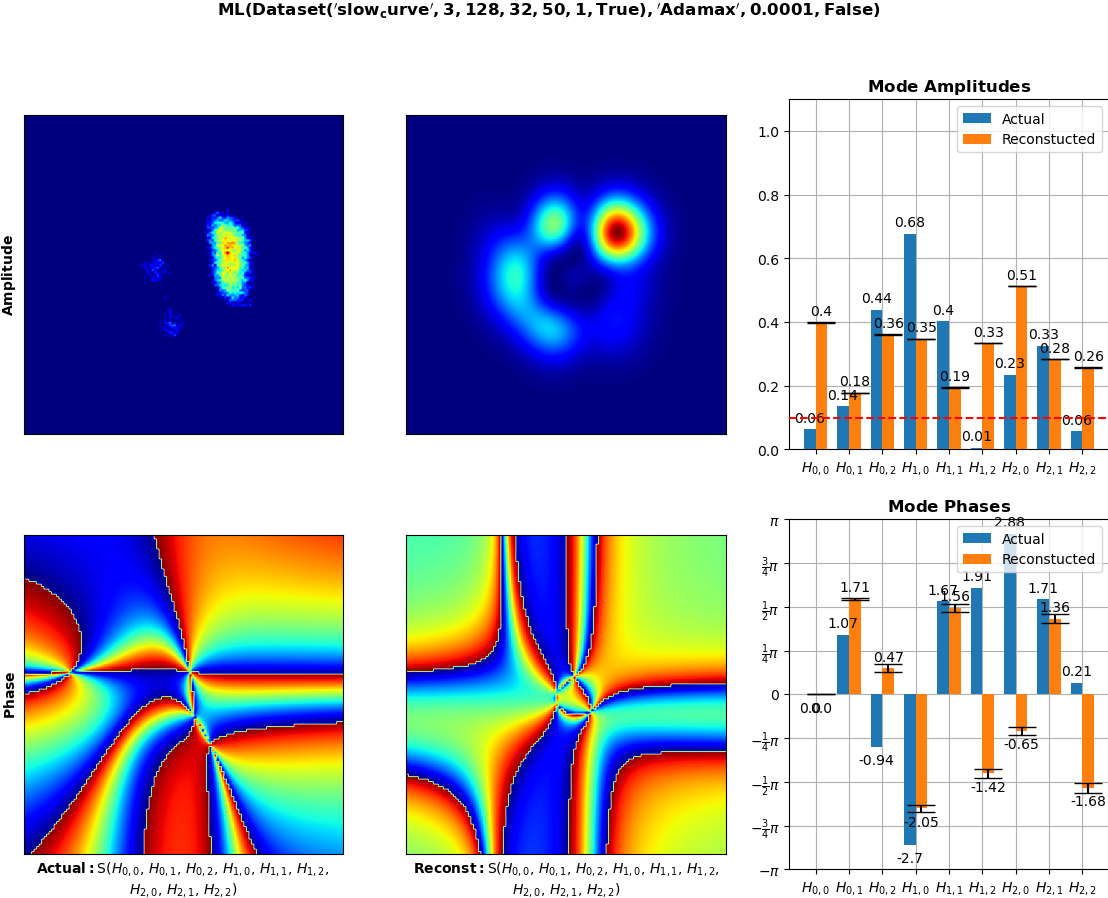 ML(Dataset('slow_curve', 3, 128, 32, 50, 1, True), 'Adamax', 0.0001, False)
Mode Amplitudes
Amplitude
1.0
0.8
0.6
0.4
0.2
0.0
Actual
Reconstucted
0.06
0.4
0.14
0.18
0.44
0.36
0.68
0.35
0.4
0.19
0.01
0.33
0.23
0.51
0.33
0.28
0.06
0.26
H0,0 H0,1 H0,2 H1,0 H1,1 H1,2 H2,0 H2,1 H2,2
Mode Phases
Phase
π
3/4π
1/2π
1/4π
0
−1/4π
−1/2π
−3/4π
−π
Actual
Reconstucted
0.0
0.0
1.07
1.71
-0.94
0.47
-2.7
-2.05
1.67
1.56
1.91
-1.42
2.88
-0.65
1.71
1.36
0.21
-1.68
H0,0 H0,1 H0,2 H1,0 H1,1 H1,2 H2,0 H2,1 H2,2
Actual:S(H0,0, H0,1, H0,2, H1,0, H1,1, H1,2,
H2,0, H2,1, H2,2)
Reconst:S(H0,0, H0,1, H0,2, H1,0, H1,1, H1,2,
H2,0, H2,1, H2,2)